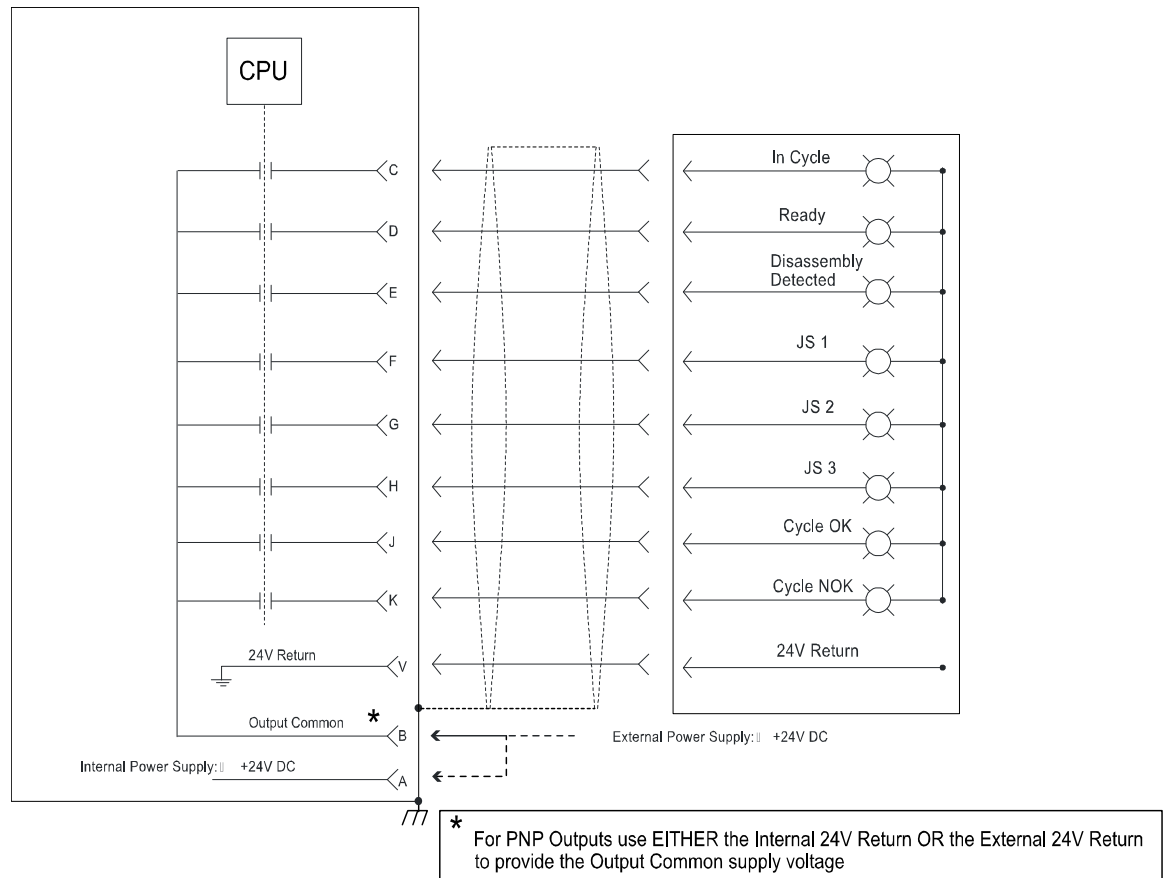 CPU
C
In Cycle
D
Ready
E
Disassembly
Detected
F
JS 1
G
JS 2
H
JS 3
J
Cycle OK
K
Cycle NOK
24V Return
V
24V Return
Output Common
*
B
External Power Supply: +24V DC
Internal Power Supply: +24V DC
A
*
For PNP Outputs use EITHER the Internal 24V Return OR the External 24V Return
to provide the Output Common supply voltage